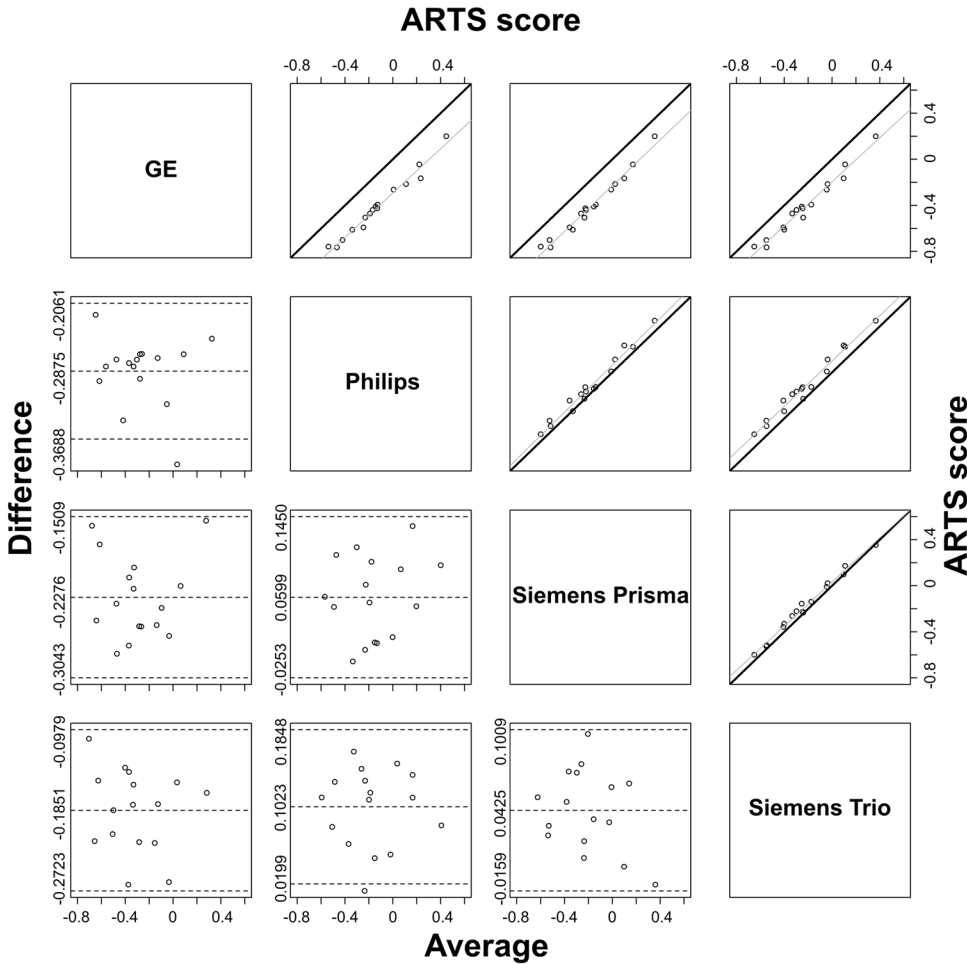 ARTS score
-0.8 -0.4 0 0.4 -0.8 -0.4 0 0.4
GE
0.4
0
-0.4
-0.8
-0.2061
-0.2875
-0.3688
Philips
Difference
ARTS score
-0.1509
-0.2276
-0.3043
0.1450
0.0599
-0.0253
Siemens Prisma
0.4
0
-0.4
-0.8
-0.0979
-0.1851
-0.2723
0.1848
0.1023
0.0199
0.1009
0.0425
-0.0159
Siemens Trio
-0.8 -0.4 0 0.4 -0.8 -0.4 0 0.4 -0.8 -0.4 0 0.4
Average